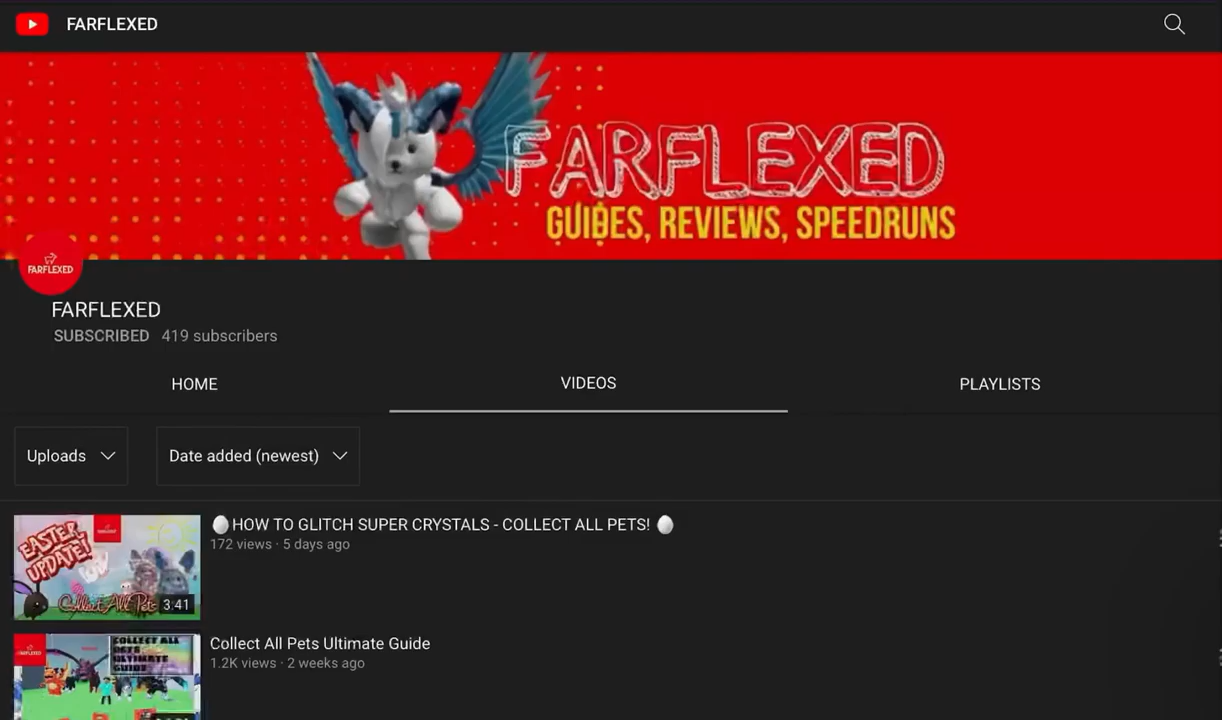 FARFLEXED
FARFLEXED
GUIDES, REVIEWS, SPEEDRUNS
FARFLEXED
FARFLEXED
SUBSCRIBED 419 subscribers
HOME VIDEOS PLAYLISTS
Uploads Date added (newest)
HOW TO GLITCH SUPER CRYSTALS - COLLECT ALL PETS!
172 views · 5 days ago
EASTER
UPDATE!
Collect All Pets
3:41
Collect All Pets Ultimate Guide
1.2K views · 2 weeks ago
COLLECT ALL
PETS
ULTIMATE
GUIDE